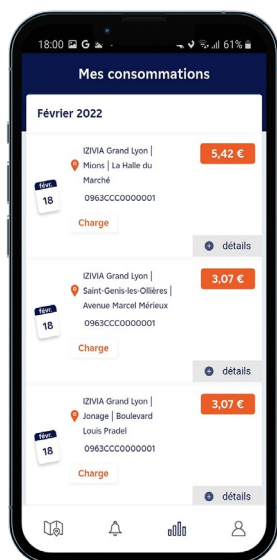 18:00 G 61%
Mes consommations
Février 2022
IZIVIA Grand Lyon |
Mions | La Halle du
Marché
5,42 €
févr.
18
0963CCC0000001
Charge
détails
IZIVIA Grand Lyon |
Saint-Genis-les-Ollières |
Avenue Marcel Mérieux
3,07 €
févr.
18
0963CCC0000001
Charge
détails
IZIVIA Grand Lyon |
Jonage | Boulevard
Louis Pradel
3,07 €
févr.
18
0963CCC0000001
Charge
détails